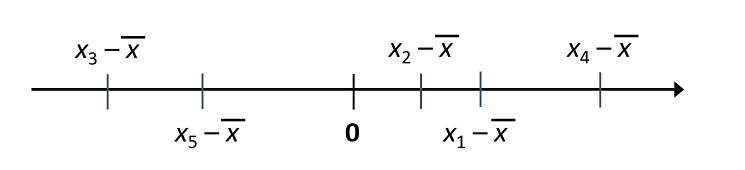 x₃ − x̅ x₂ − x̅ x₄ − x̅
x₅ − x̅ 0 x₁ − x̅